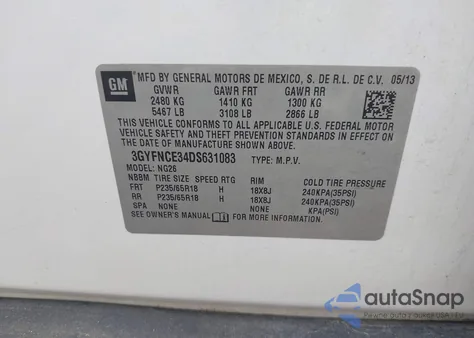 GM
MFD BY GENERAL MOTORS DE MEXICO, S. DE R.L. DE C.V. 05/13
GVWR GAWR FRT GAWR RR
2480 KG 1410 KG 1300 KG
5467 LB 3108 LB 2866 LB
THIS VEHICLE CONFORMS TO ALL APPLICABLE U.S. FEDERAL MOTOR
VEHICLE SAFETY AND THEFT PREVENTION STANDARDS IN EFFECT ON
THE DATE OF MANUFACTURE SHOWN ABOVE.
3GYFNCE34DS631083 TYPE: M.P.V.
MODEL: NG26
NBBM TIRE SIZE SPEED RTG RIM COLD TIRE PRESSURE
FRT P235/65R18 H 18X8J 240KPA(35PSI)
RR P235/65R18 H 18X8J 240KPA(35PSI)
SPA NONE NONE KPA(PSI)
SEE OWNER'S MANUAL FOR MORE INFORMATION.
autoSnap